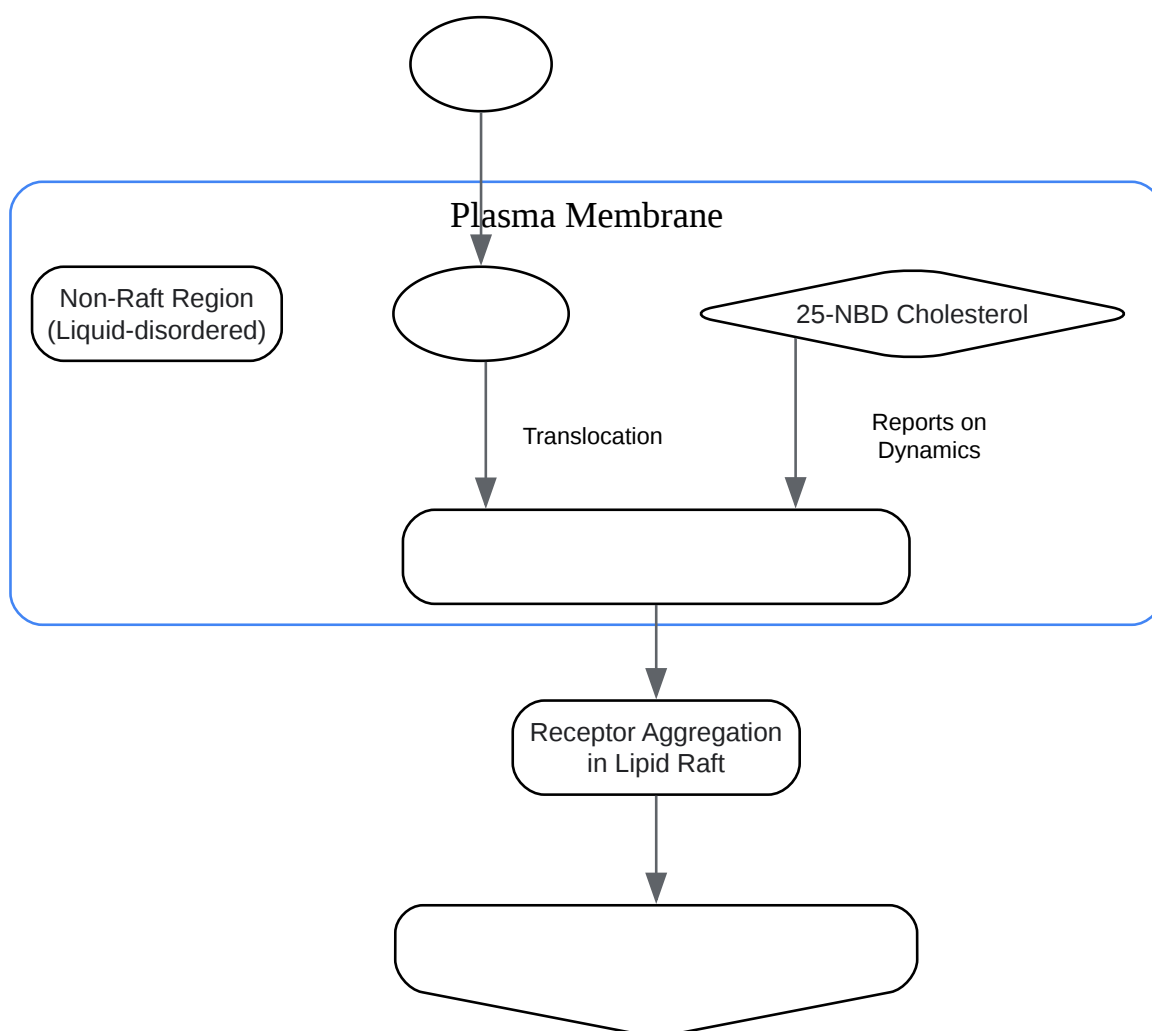 Plasma Membrane
Non-Raft Region
(Liquid-disordered)
25-NBD Cholesterol
Translocation
Reports on
Dynamics
Receptor Aggregation
in Lipid Raft